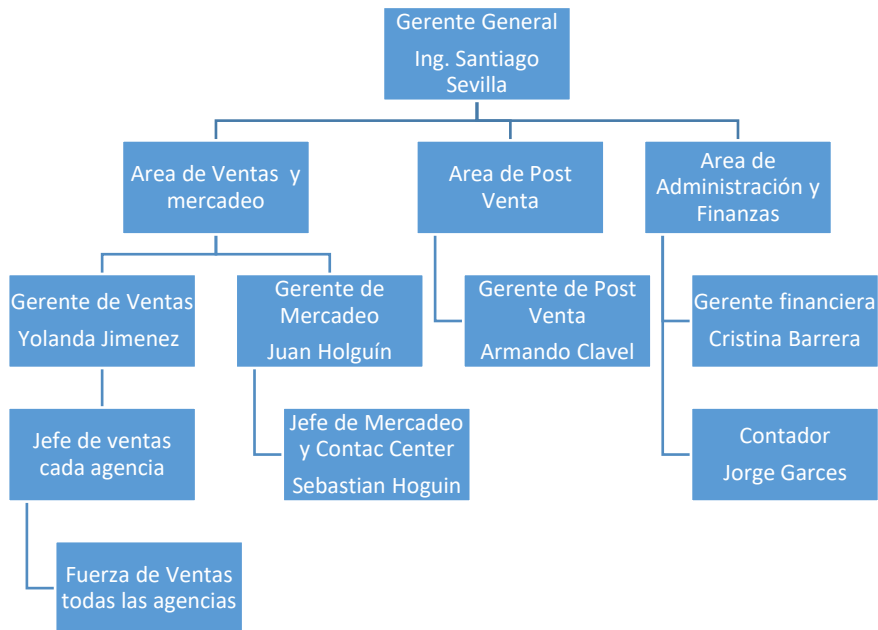 Gerente General
Ing. Santiago
Sevilla
Area de Ventas y
mercadeo
Area de Post
Venta
Area de
Administración y
Finanzas
Gerente de Ventas
Yolanda Jimenez
Gerente de
Mercadeo
Juan Holguín
Gerente de Post
Venta
Armando Clavel
Gerente financiera
Cristina Barrera
Jefe de ventas
cada agencia
Jefe de Mercadeo
y Contac Center
Sebastian Hoguin
Contador
Jorge Garces
Fuerza de Ventas
todas las agencias